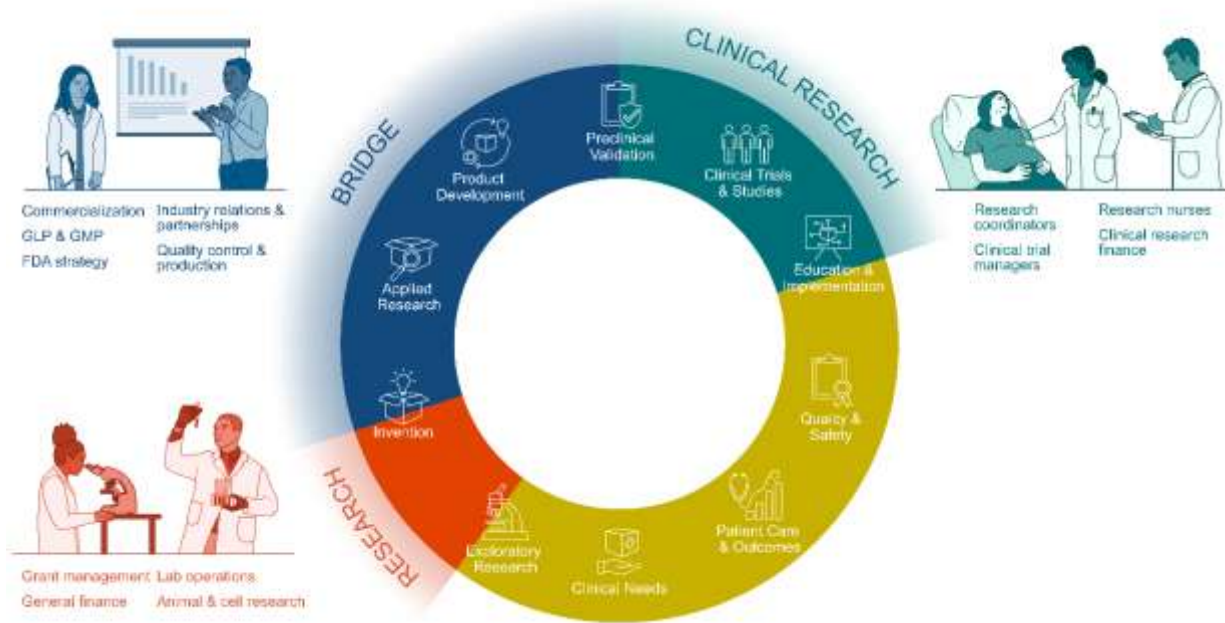 CLINICAL RESEARCH
BRIDGE
RESEARCH
Preclinical
Validation
Clinical Trials
& Studies
Education &
Implementation
Quality &
Safety
Patient Care
& Outcomes
Clinical Needs
Exploratory
Research
Invention
Applied
Research
Product
Development
Commercialization
GLP & GMP
FDA strategy
Industry relations &
partnerships
Quality control &
production
Research
coordinators
Clinical trial
managers
Research nurses
Clinical research
finance
Grant management
General finance
Lab operations
Animal & cell research